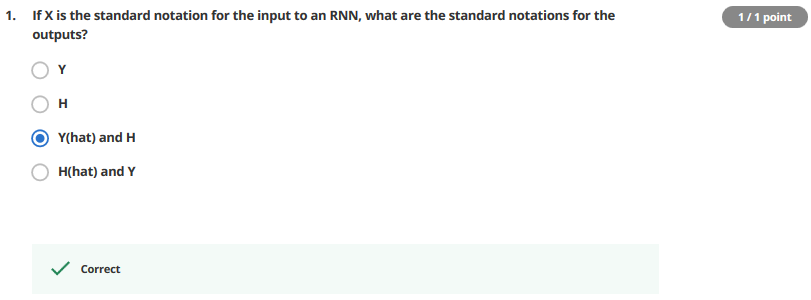 1. If X is the standard notation for the input to an RNN, what are the standard notations for the
1 / 1 point
outputs?
Y
H
Y(hat) and H
H(hat) and Y
Correct